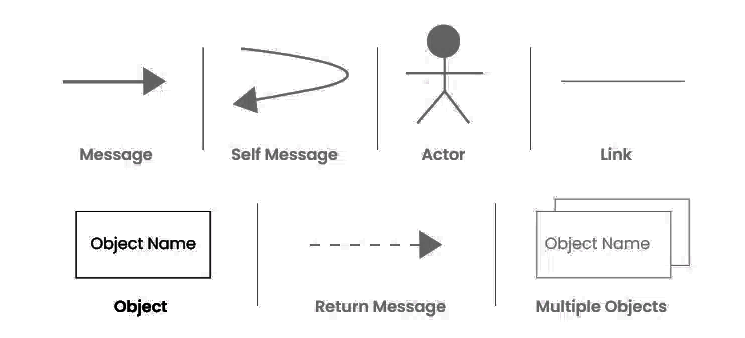 Message
Self Message
Actor
Link
Object Name
Object Name
Object
Return Message
Multiple Objects